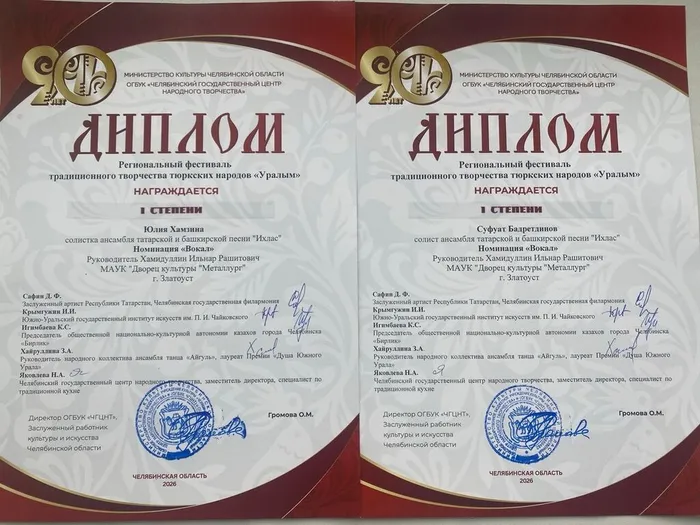 90
ЛЕТ
МИНИСТЕРСТВО КУЛЬТУРЫ ЧЕЛЯБИНСКОЙ ОБЛАСТИ
ОГБУК «ЧЕЛЯБИНСКИЙ ГОСУДАРСТВЕННЫЙ ЦЕНТР
НАРОДНОГО ТВОРЧЕСТВА»
ДИПЛОМ
Региональный фестиваль
традиционного творчества тюркских народов «Уралым»
НАГРАЖДАЕТСЯ
I СТЕПЕНИ
Юлия Хамзина
солистка ансамбля татарской и башкирской песни "Ихлас"
Номинация «Вокал»
Руководитель Хамидуллин Ильнар Рашитович
МАУК "Дворец культуры "Металлург"
г. Златоуст
Сафин Д. Ф.
Заслуженный артист Республики Татарстан, Челябинская государственная филармония
Крымгужин И.И.
Южно-Уральский государственный институт искусств им. П. И. Чайковского
Игимбаева К.С.
Председатель общественной национально-культурной автономии казахов города Челябинска
«Бирлик»
Хайруллина З.А.
Руководитель народного коллектива ансамбля танца «Айгуль», лауреат Премии «Душа Южного
Урала»
Яковлева Н.А.
Челябинский государственный центр народного творчества, заместитель директора, специалист по
традиционной кухне
Директор ОГБУК «ЧГЦНТ»,
Заслуженный работник
культуры и искусства
Челябинской области
Громова О.М.
ЧЕЛЯБИНСКАЯ ОБЛАСТЬ
2026
90
ЛЕТ
МИНИСТЕРСТВО КУЛЬТУРЫ ЧЕЛЯБИНСКОЙ ОБЛАСТИ
ОГБУК «ЧЕЛЯБИНСКИЙ ГОСУДАРСТВЕННЫЙ ЦЕНТР
НАРОДНОГО ТВОРЧЕСТВА»
ДИПЛОМ
Региональный фестиваль
традиционного творчества тюркских народов «Уралым»
НАГРАЖДАЕТСЯ
I СТЕПЕНИ
Суфуат Бадретдинов
солист ансамбля татарской и башкирской песни "Ихлас"
Номинация «Вокал»
Руководитель Хамидуллин Ильнар Рашитович
МАУК "Дворец культуры "Металлург"
г. Златоуст
Сафин Д. Ф.
Заслуженный артист Республики Татарстан, Челябинская государственная филармония
Крымгужин И.И.
Южно-Уральский государственный институт искусств им. П. И. Чайковского
Игимбаева К.С.
Председатель общественной национально-культурной автономии казахов города Челябинска
«Бирлик»
Хайруллина З.А.
Руководитель народного коллектива ансамбля танца «Айгуль», лауреат Премии «Душа Южного
Урала»
Яковлева Н.А.
Челябинский государственный центр народного творчества, заместитель директора, специалист по
традиционной кухне
Директор ОГБУК «ЧГЦНТ»,
Заслуженный работник
культуры и искусства
Челябинской области
Громова О.М.
ЧЕЛЯБИНСКАЯ ОБЛАСТЬ
2026